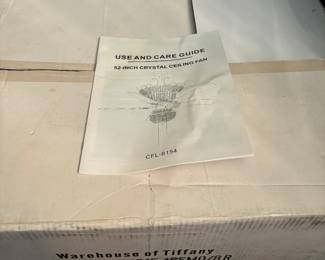 USE AND CARE GUIDE
52-INCH CRYSTAL CEILING FAN
CFL-8154
Warehouse of Tiffany